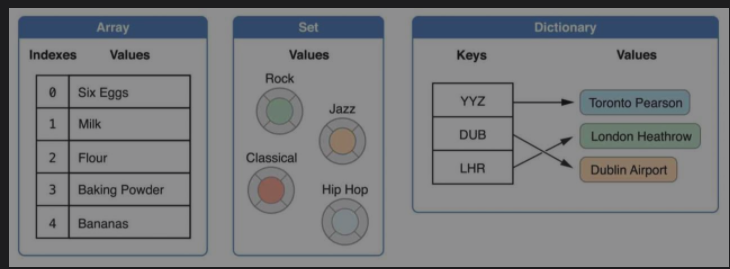 Array
Indexes Values
0 Six Eggs
1 Milk
2 Flour
3 Baking Powder
4 Bananas
Set
Values
Rock
Jazz
Classical
Hip Hop
Dictionary
Keys Values
YYZ Toronto Pearson
DUB London Heathrow
LHR Dublin Airport